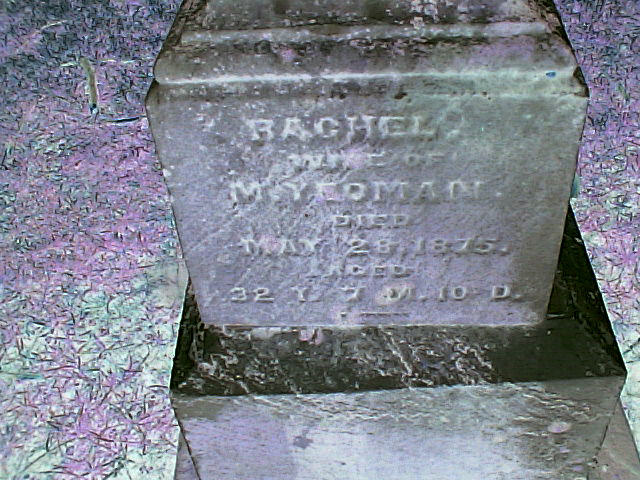 RACHEL.
WIFE OF
M. YEOMAN.
DIED
MAY 28. 1875.
AGED
32 Y. 7 M. 10 D.